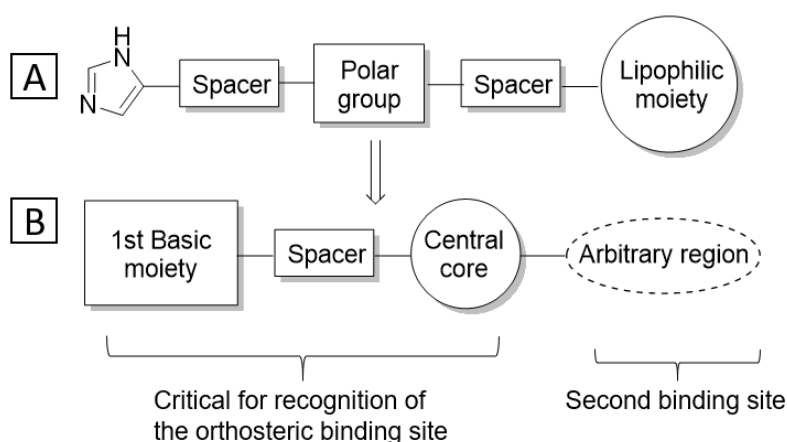 A
H
N
N
Spacer
Polar
group
Spacer
Lipophilic
moiety
B
1st Basic
moiety
Spacer
Central
core
Arbitrary region
Critical for recognition of
the orthosteric binding site
Second binding site